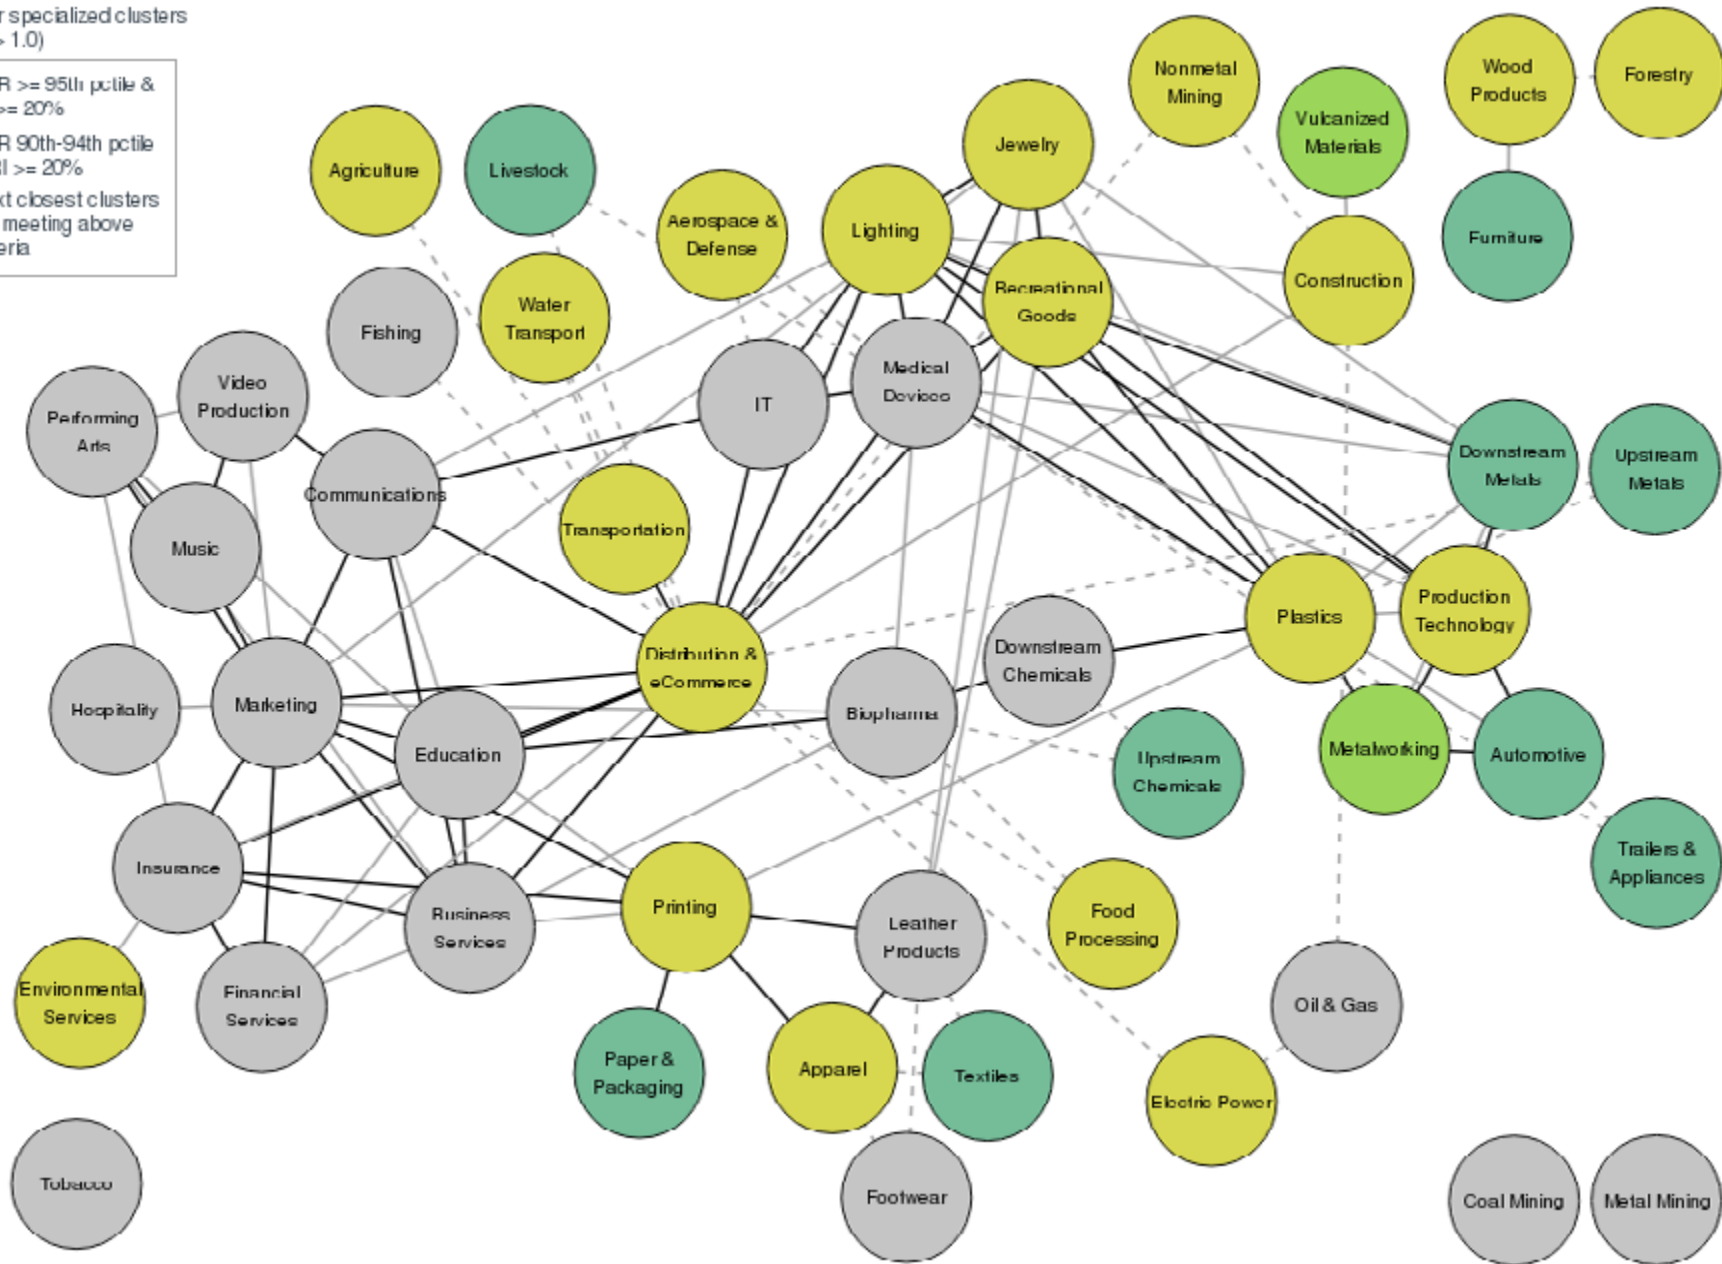 r specialized clusters
> 1.0)
R >= 95th pctile &
>= 20%
R 90th-94th pctile
RI >= 20%
xt closest clusters
meeting above
eria
Nonmetal
Mining
Wood
Products
Forestry
Vulcanized
Materials
Jewelry
Agriculture
Livestock
Aerospace &
Defense
Lighting
Furniture
Recreational
Goods
Construction
Water
Transport
Fishing
Video
Production
Medical
Devices
IT
Performing
Arts
Downstream
Metals
Upstream
Metals
Communications
Transportation
Music
Plastics
Production
Technology
Distribution &
eCommerce
Downstream
Chemicals
Hospitality
Marketing
Biopharma
Education
Metalworking
Automotive
Upstream
Chemicals
Insurance
Trailers &
Appliances
Business
Services
Printing
Leather
Products
Food
Processing
Environmental
Services
Financial
Services
Oil & Gas
Paper &
Packaging
Apparel
Textiles
Electric Power
Tobacco
Footwear
Coal Mining
Metal Mining